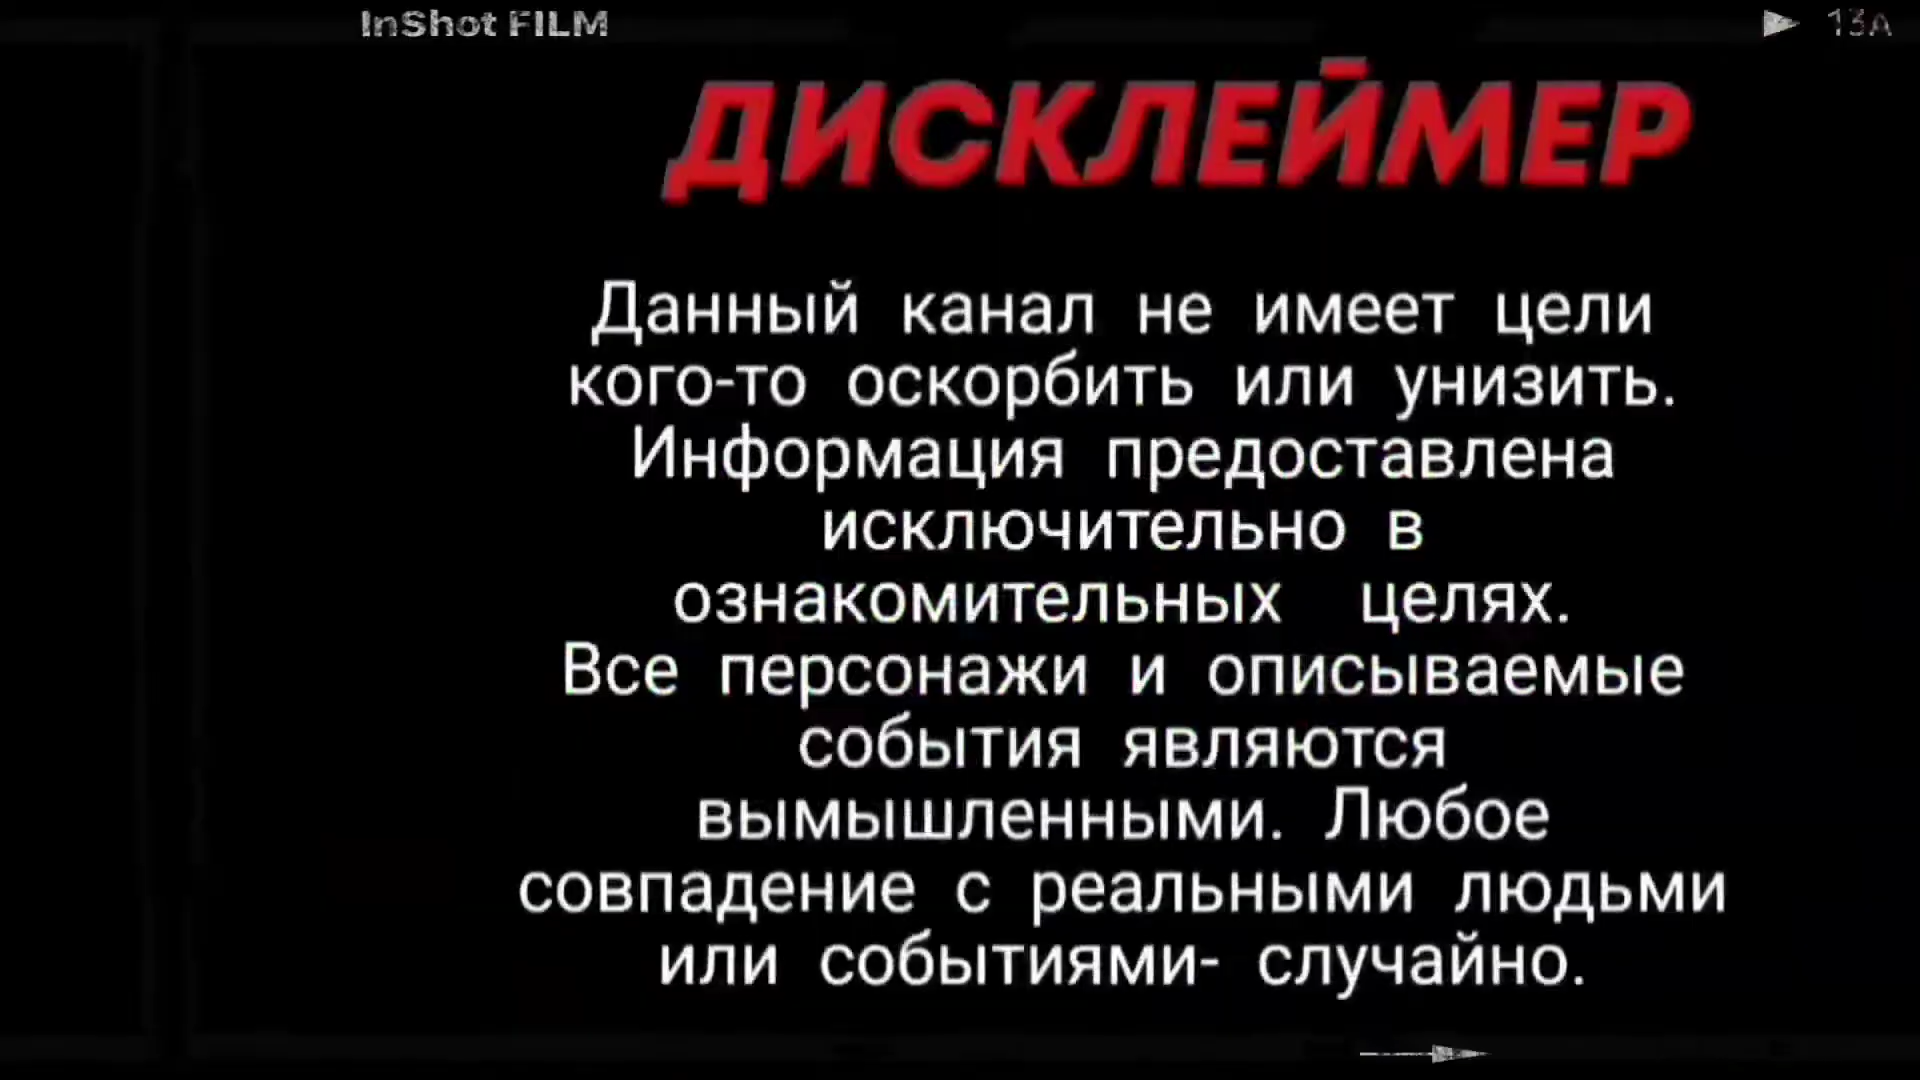 InShot FILM
13A
ДИСКЛЕЙМЕР
Данный канал не имеет цели
кого-то оскорбить или унизить.
Информация предоставлена
исключительно в
ознакомительных целях.
Все персонажи и описываемые
события являются
вымышленными. Любое
совпадение с реальными людьми
или событиями- случайно.